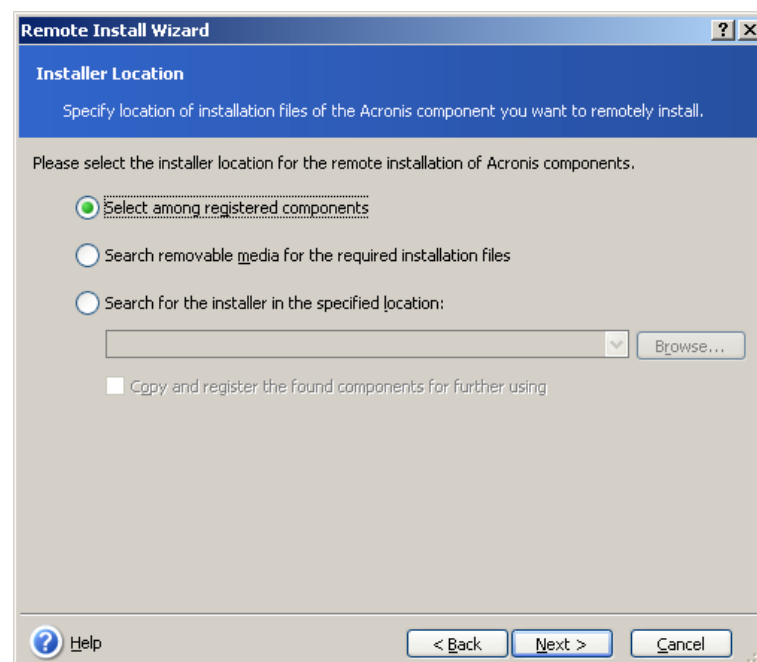 Remote Install Wizard
Installer Location
Specify location of installation files of the Acronis component you want to remotely install.
Please select the installer location for the remote installation of Acronis components.
Select among registered components
Search removable media for the required installation files
Search for the installer in the specified location:
Browse...
Copy and register the found components for further using
Help
< Back
Next >
Cancel